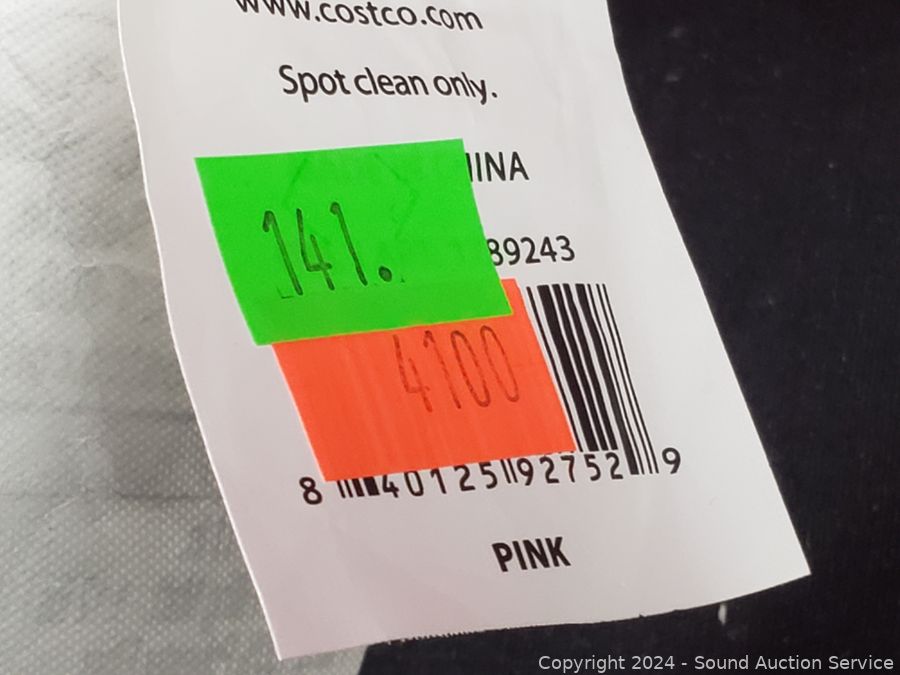 www.costco.com
Spot clean only.
141.
89243
4100
8 40125 92752 9
PINK
Copyright 2024 - Sound Auction Service